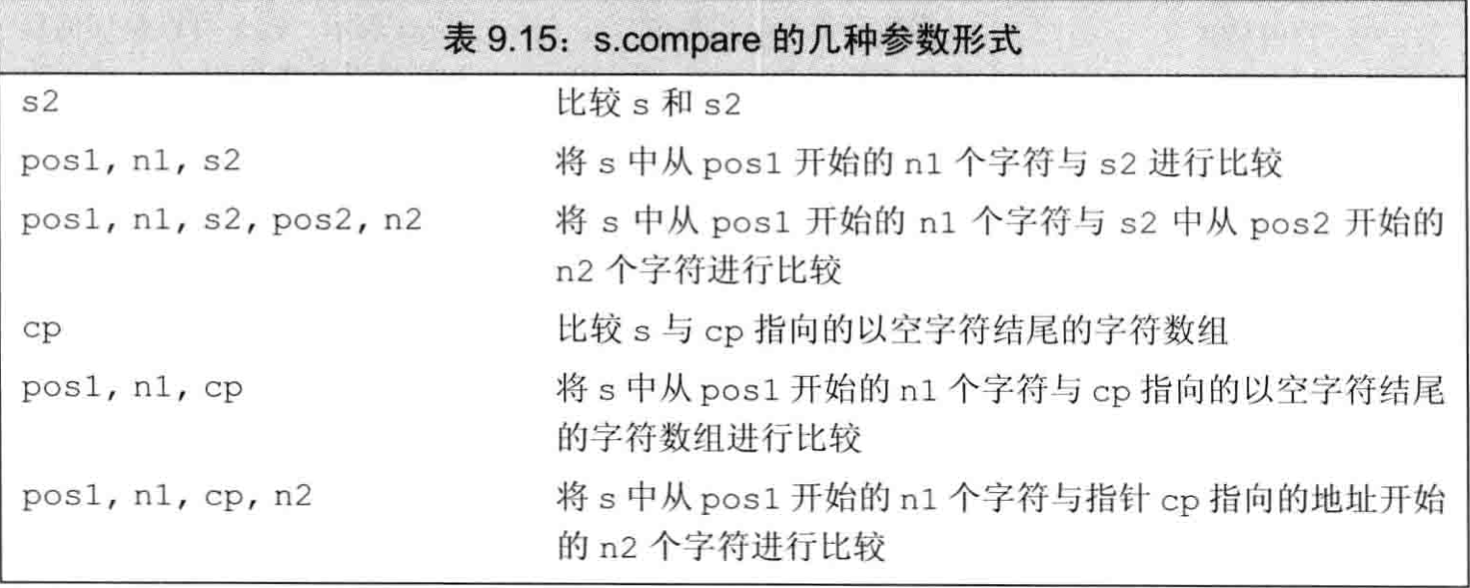 表 9.15：s.compare 的几种参数形式
s2 比较 s 和 s2
pos1, n1, s2 将 s 中从 pos1 开始的 n1 个字符与 s2 进行比较
pos1, n1, s2, pos2, n2 将 s 中从 pos1 开始的 n1 个字符与 s2 中从 pos2 开始的
n2 个字符进行比较
cp 比较 s 与 cp 指向的以空字符结尾的字符数组
pos1, n1, cp 将 s 中从 pos1 开始的 n1 个字符与 cp 指向的以空字符结尾
的字符数组进行比较
pos1, n1, cp, n2 将 s 中从 pos1 开始的 n1 个字符与指针 cp 指向的地址开始
的 n2 个字符进行比较